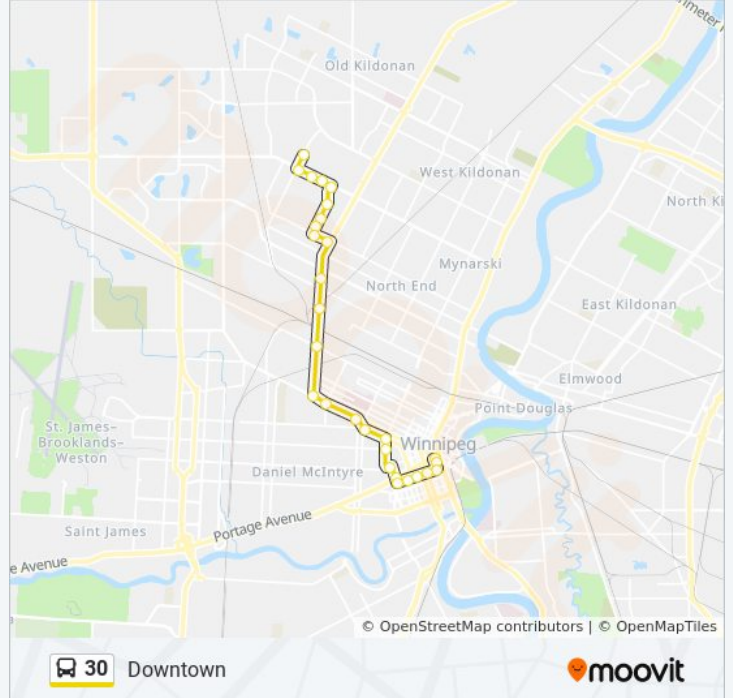 rimeter
Old Kildonan
West Kildonan
North Ki
Mynarski
North End
East Kildonan
Elmwood
Point-Douglas
St. James–
Brooklands–
Weston
Winnipeg
Daniel McIntyre
Saint James
Portage Avenue
e Avenue
© OpenStreetMap contributors | © OpenMapTiles
30 Downtown
moovit